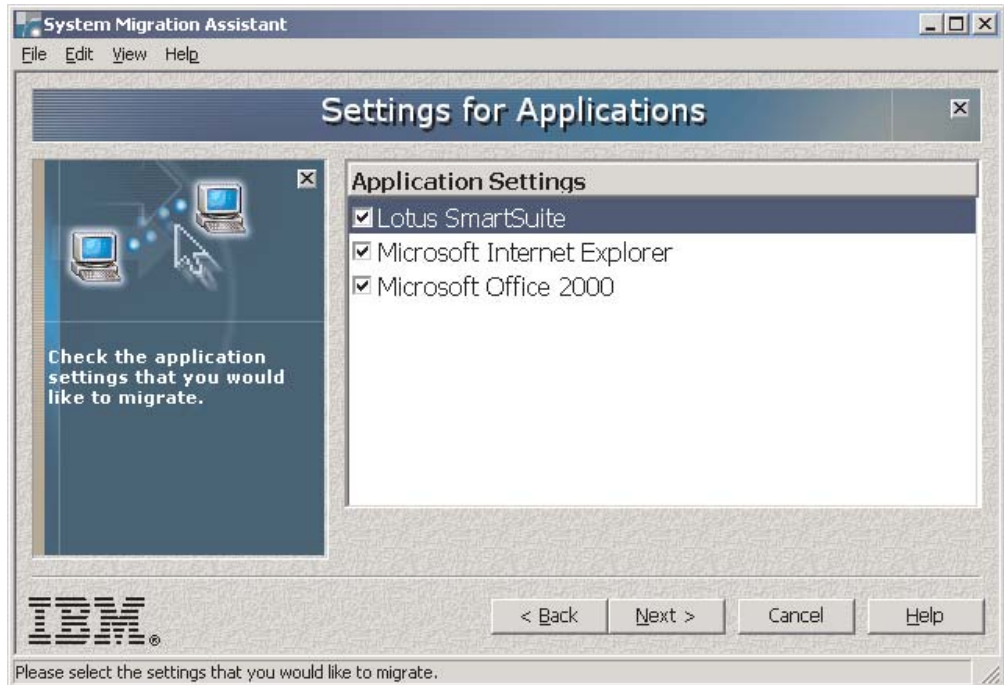 System Migration Assistant
File Edit View Help
Settings for Applications
Check the application
settings that you would
like to migrate.
Application Settings
Lotus SmartSuite
Microsoft Internet Explorer
Microsoft Office 2000
IBM®
< Back Next > Cancel Help
Please select the settings that you would like to migrate.